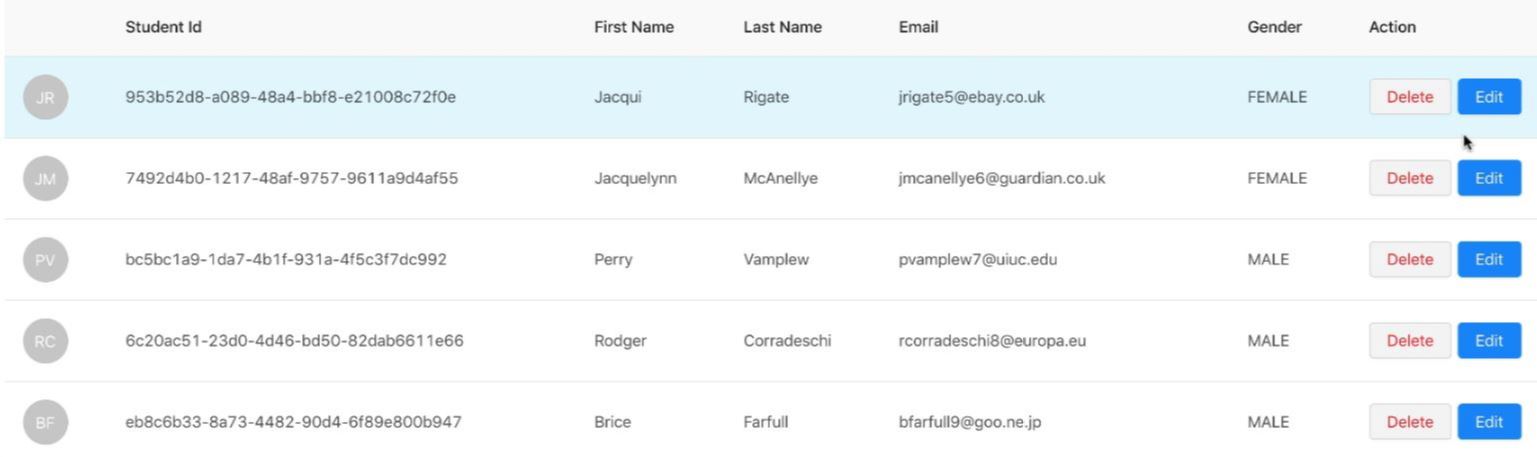 Student Id First Name Last Name Email Gender Action
JR 953b52d8-a089-48a4-bbf8-e21008c72f0e Jacqui Rigate jrigate5@ebay.co.uk FEMALE Delete Edit
JM 7492d4b0-1217-48af-9757-9611a9d4af55 Jacquelynn McAnellye jmcanellye6@guardian.co.uk FEMALE Delete Edit
PV bc5bc1a9-1da7-4b1f-931a-4f5c3f7dc992 Perry Vamplew pvamplew7@uiuc.edu MALE Delete Edit
RC 6c20ac51-23d0-4d46-bd50-82dab6611e66 Rodger Corradeschi rcorradeschi8@europa.eu MALE Delete Edit
BF eb8c6b33-8a73-4482-90d4-6f89e800b947 Brice Farfull bfarfull9@goo.ne.jp MALE Delete Edit